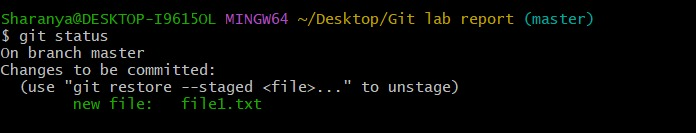 Sharanya@DESKTOP-I9615OL MINGW64 ~/Desktop/Git lab report (master)
$ git status
On branch master
Changes to be committed:
  (use "git restore --staged <file>..." to unstage)
        new file:   file1.txt